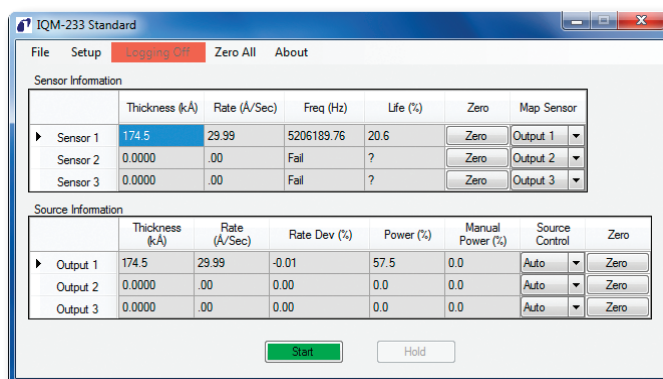 IQM-233 Standard
File Setup Logging Off Zero All About
Sensor Information
Thickness (kÅ) Rate (Å/Sec) Freq (Hz) Life (%) Zero Map Sensor
Sensor 1 174.5 29.99 5206189.76 20.6 Zero Output 1
Sensor 2 0.0000 .00 Fail ? Zero Output 2
Sensor 3 0.0000 .00 Fail ? Zero Output 3
Source Information
Thickness (kÅ) Rate (Å/Sec) Rate Dev (%) Power (%) Manual Power (%) Source Control Zero
Output 1 174.5 29.99 -0.01 57.5 0.0 Auto Zero
Output 2 0.0000 .00 0.00 0.0 0.0 Auto Zero
Output 3 0.0000 .00 0.00 0.0 0.0 Auto Zero
Start Hold